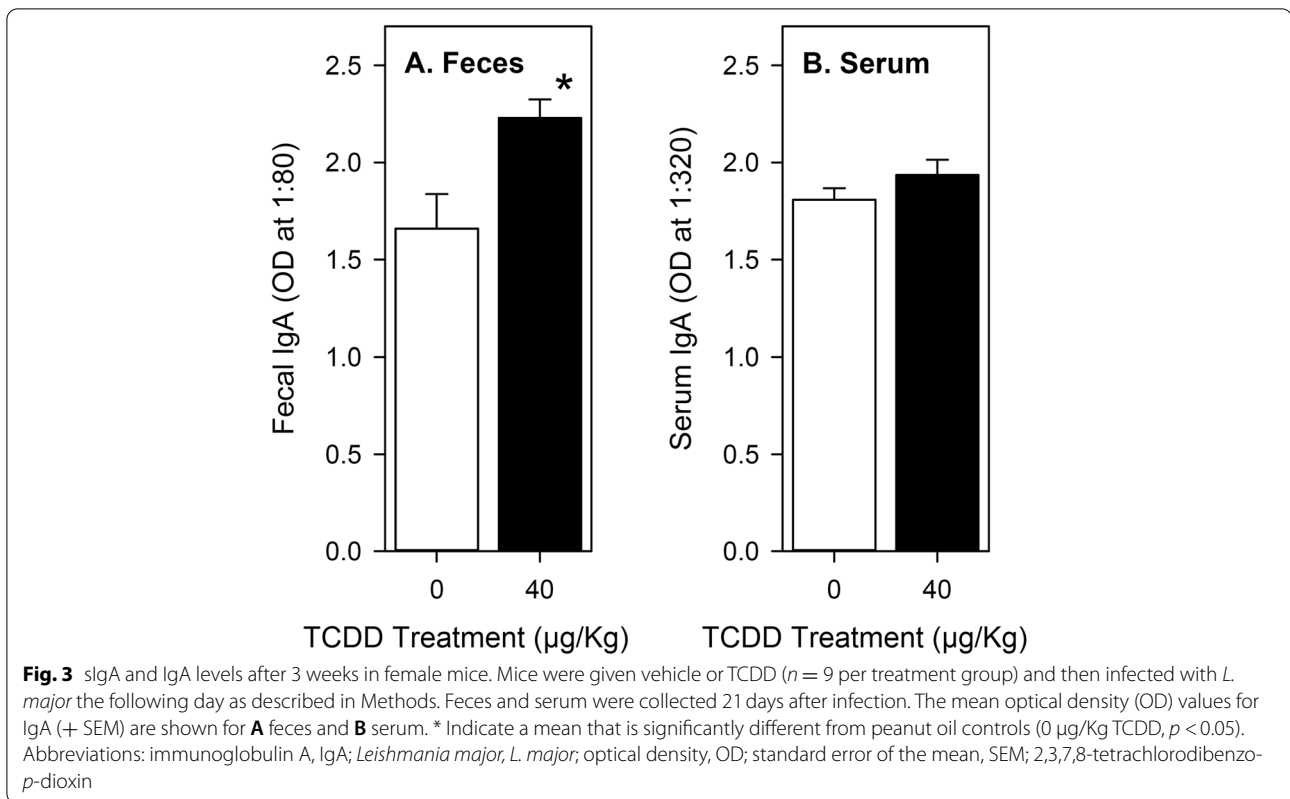 A. Feces
B. Serum
Fecal IgA (OD at 1:80)
2.5
2.0
1.5
1.0
0.5
0.0
*
0
40
TCDD Treatment (µg/Kg)
Serum IgA (OD at 1:320)
2.5
2.0
1.5
1.0
0.5
0.0
0
40
TCDD Treatment (µg/Kg)
Fig. 3 sIgA and IgA levels after 3 weeks in female mice. Mice were given vehicle or TCDD (n = 9 per treatment group) and then infected with L.
major the following day as described in Methods. Feces and serum were collected 21 days after infection. The mean optical density (OD) values for
IgA (+ SEM) are shown for A feces and B serum. * Indicate a mean that is significantly different from peanut oil controls (0 µg/Kg TCDD, p < 0.05).
Abbreviations: immunoglobulin A, IgA; Leishmania major, L. major; optical density, OD; standard error of the mean, SEM; 2,3,7,8-tetrachlorodibenzo-
p-dioxin